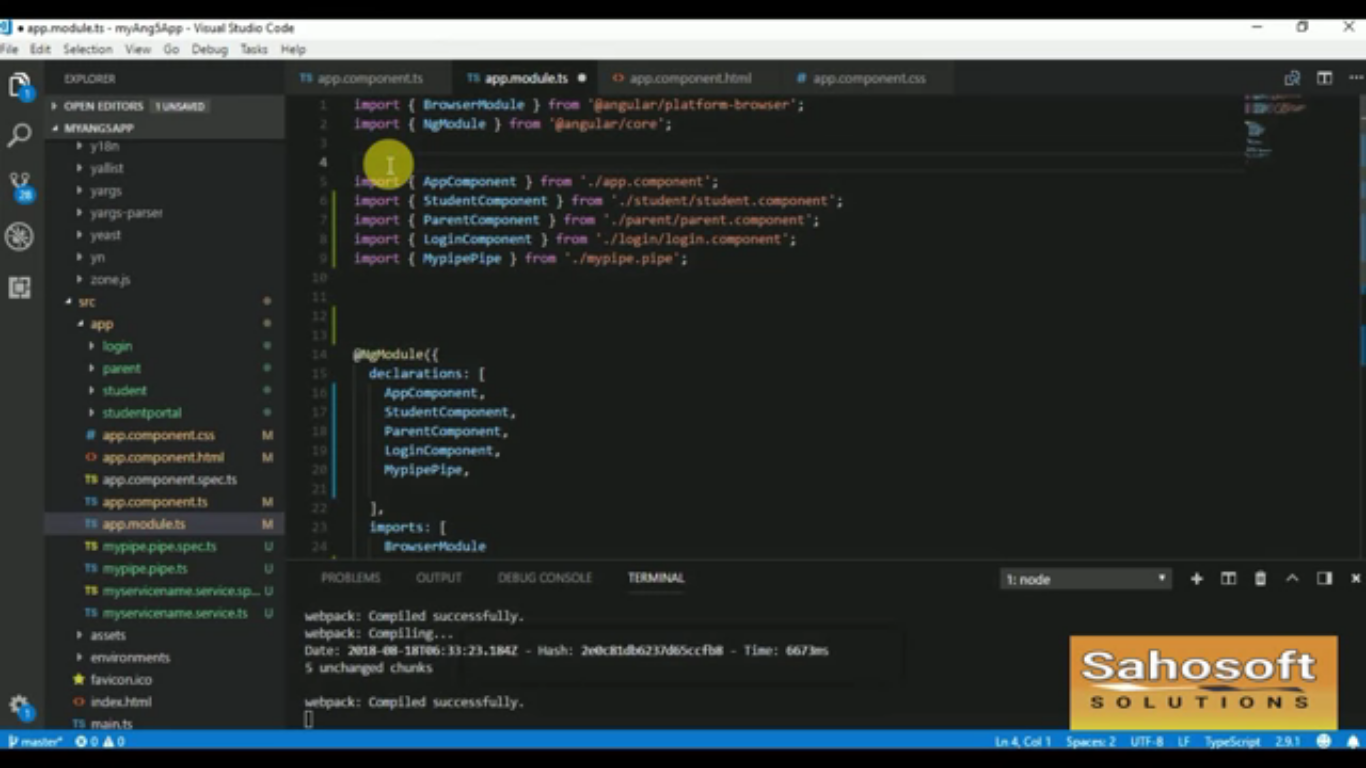 app.module.ts - myAng5App - Visual Studio Code
File Edit Selection View Go Debug Tasks Help
EXPLORER
app.component.ts
app.module.ts
app.component.html
app.component.css
OPEN EDITORS 1 UNSAVED
MYANG5APP
y18n
yallist
yargs
yargs-parser
yeast
yn
zone.js
src
app
login
parent
student
studentportal
app.component.css M
app.component.html M
app.component.spec.ts
app.component.ts M
app.module.ts M
mypipe.pipe.spec.ts U
mypipe.pipe.ts U
myservicename.service.sp... U
myservicename.service.ts U
assets
environments
favicon.ico
index.html
main.ts
1 import { BrowserModule } from '@angular/platform-browser';
2 import { NgModule } from '@angular/core';
3
4
5 import { AppComponent } from './app.component';
6 import { StudentComponent } from './student/student.component';
7 import { ParentComponent } from './parent/parent.component';
8 import { LoginComponent } from './login/login.component';
9 import { MypipePipe } from './mypipe.pipe';
10
11
12
13
14 @NgModule({
15 declarations: [
16 AppComponent,
17 StudentComponent,
18 ParentComponent,
19 LoginComponent,
20 MypipePipe,
21
22 ],
23 imports: [
24 BrowserModule
PROBLEMS OUTPUT DEBUG CONSOLE TERMINAL 1: node
webpack: Compiled successfully.
webpack: Compiling...
Date: 2018-08-18T06:33:23.184Z - Hash: 2e0c81db6237d65ccfb8 - Time: 6673ms
5 unchanged chunks
webpack: Compiled successfully.
Sahosoft
SOLUTIONS
master* 0 0 Ln 4, Col 1 Spaces: 2 UTF-8 LF TypeScript 2.9.1